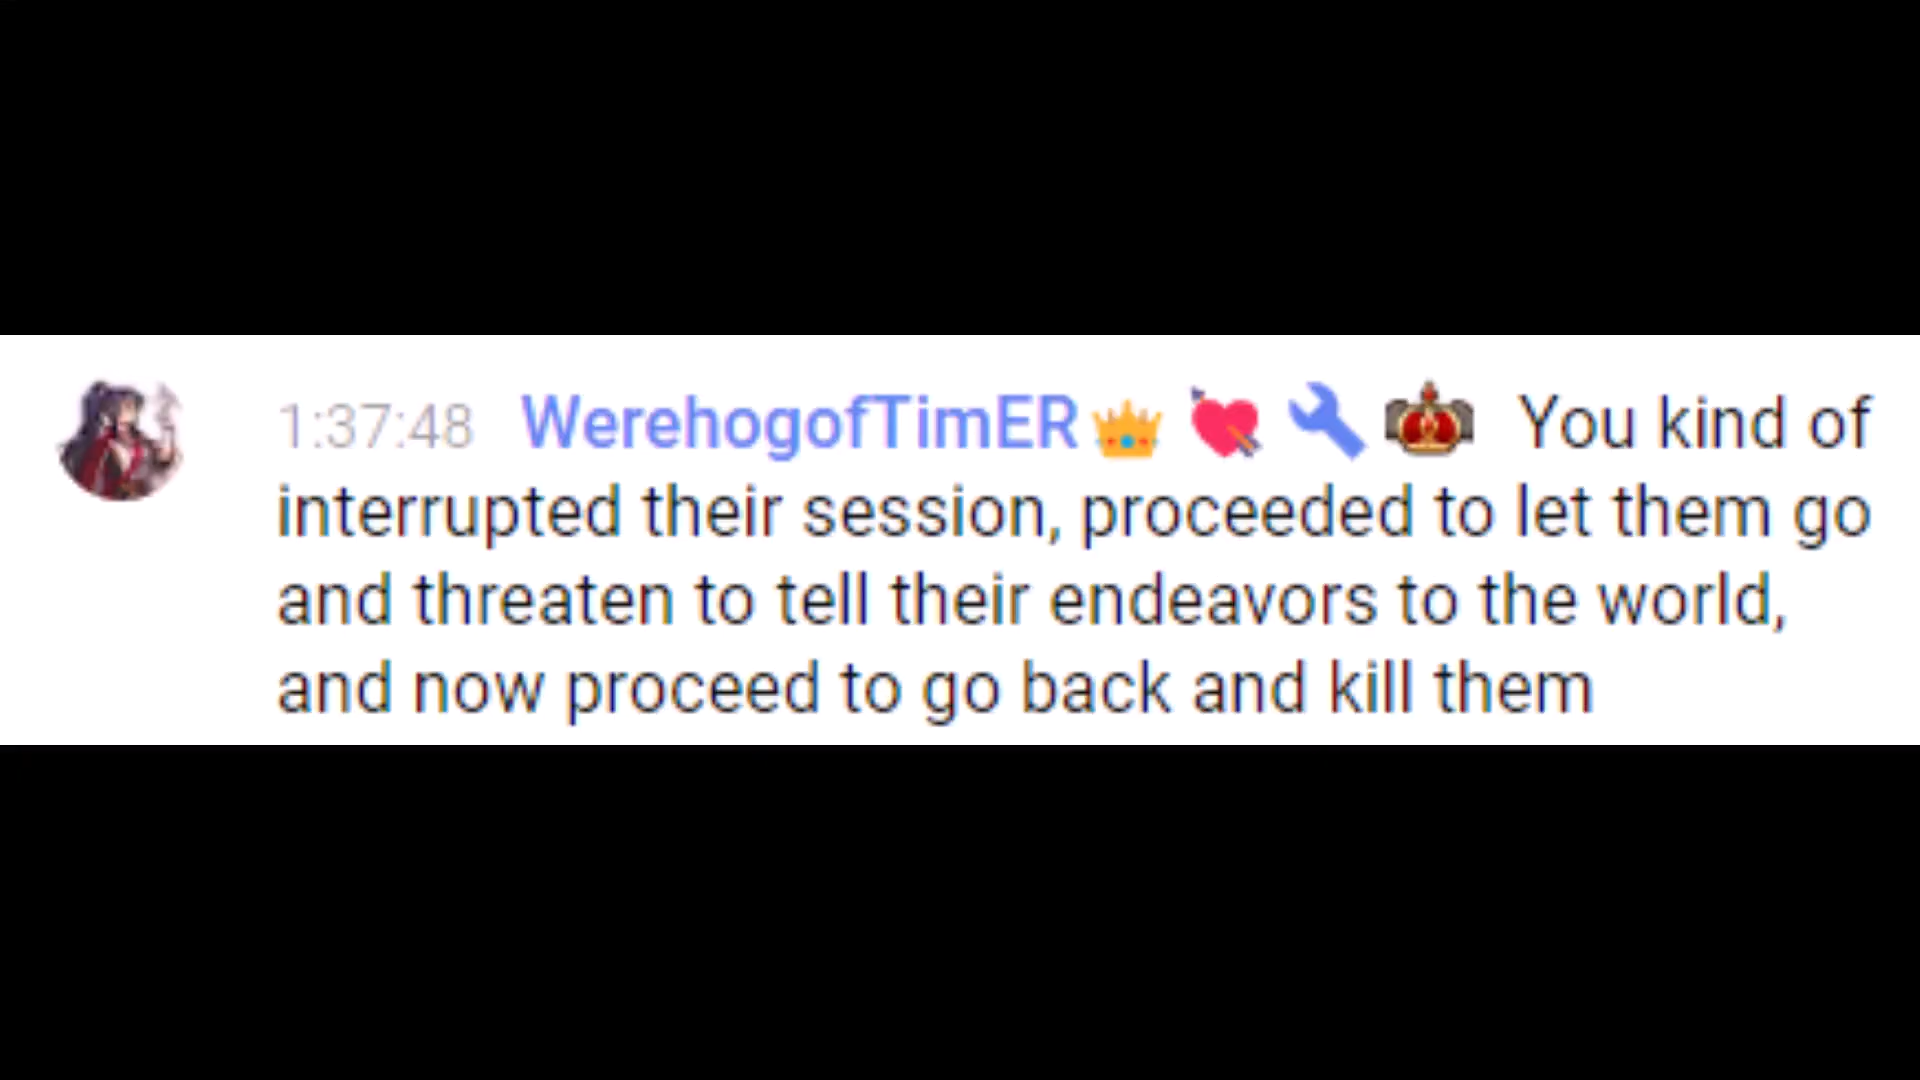 1:37:48 WerehogofTimER👑 💘 🔧 You kind of
interrupted their session, proceeded to let them go
and threaten to tell their endeavors to the world,
and now proceed to go back and kill them